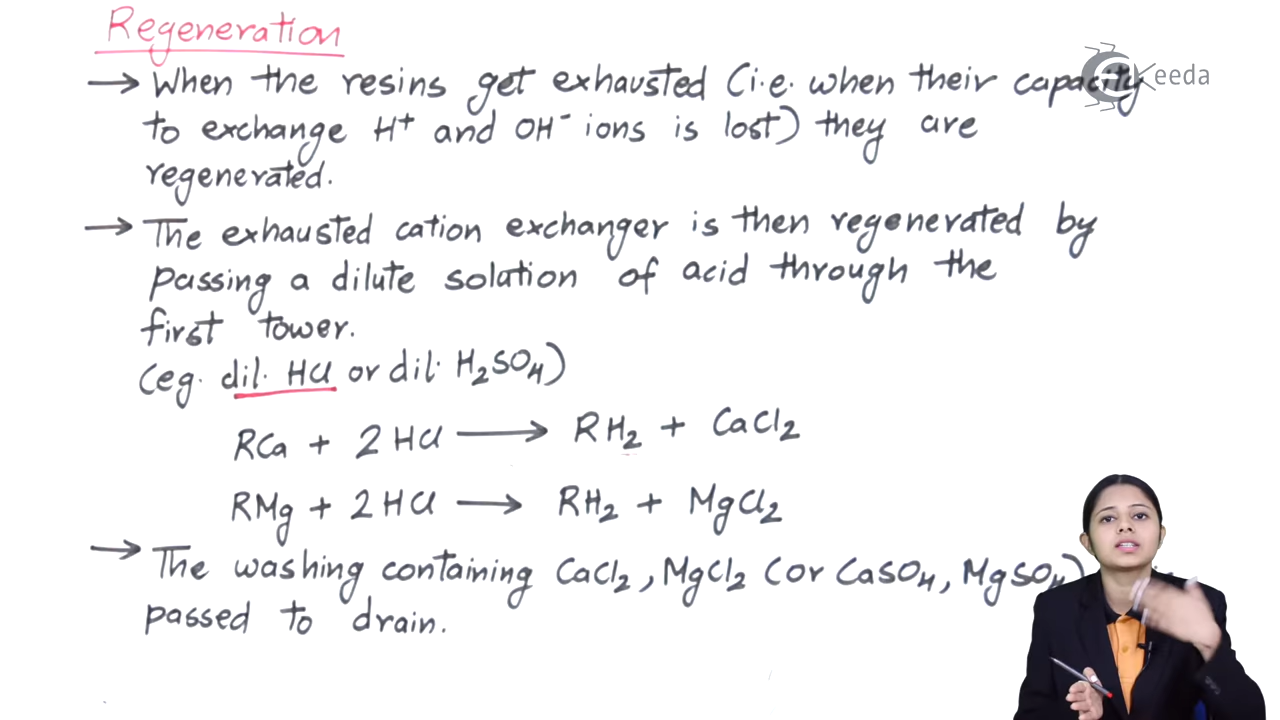 Regeneration
→ When the resins get exhausted (i.e. when their capacity
to exchange H⁺ and OH⁻ ions is lost) they are
regenerated.
→ The exhausted cation exchanger is then regenerated by
passing a dilute solution of acid through the
first tower.
(eg. dil. HCl or dil. H₂SO₄)
RCa + 2HCl ⟶ RH₂ + CaCl₂
RMg + 2HCl ⟶ RH₂ + MgCl₂
→ The washing containing CaCl₂, MgCl₂ (or CaSO₄, MgSO₄)
passed to drain.
Keeda